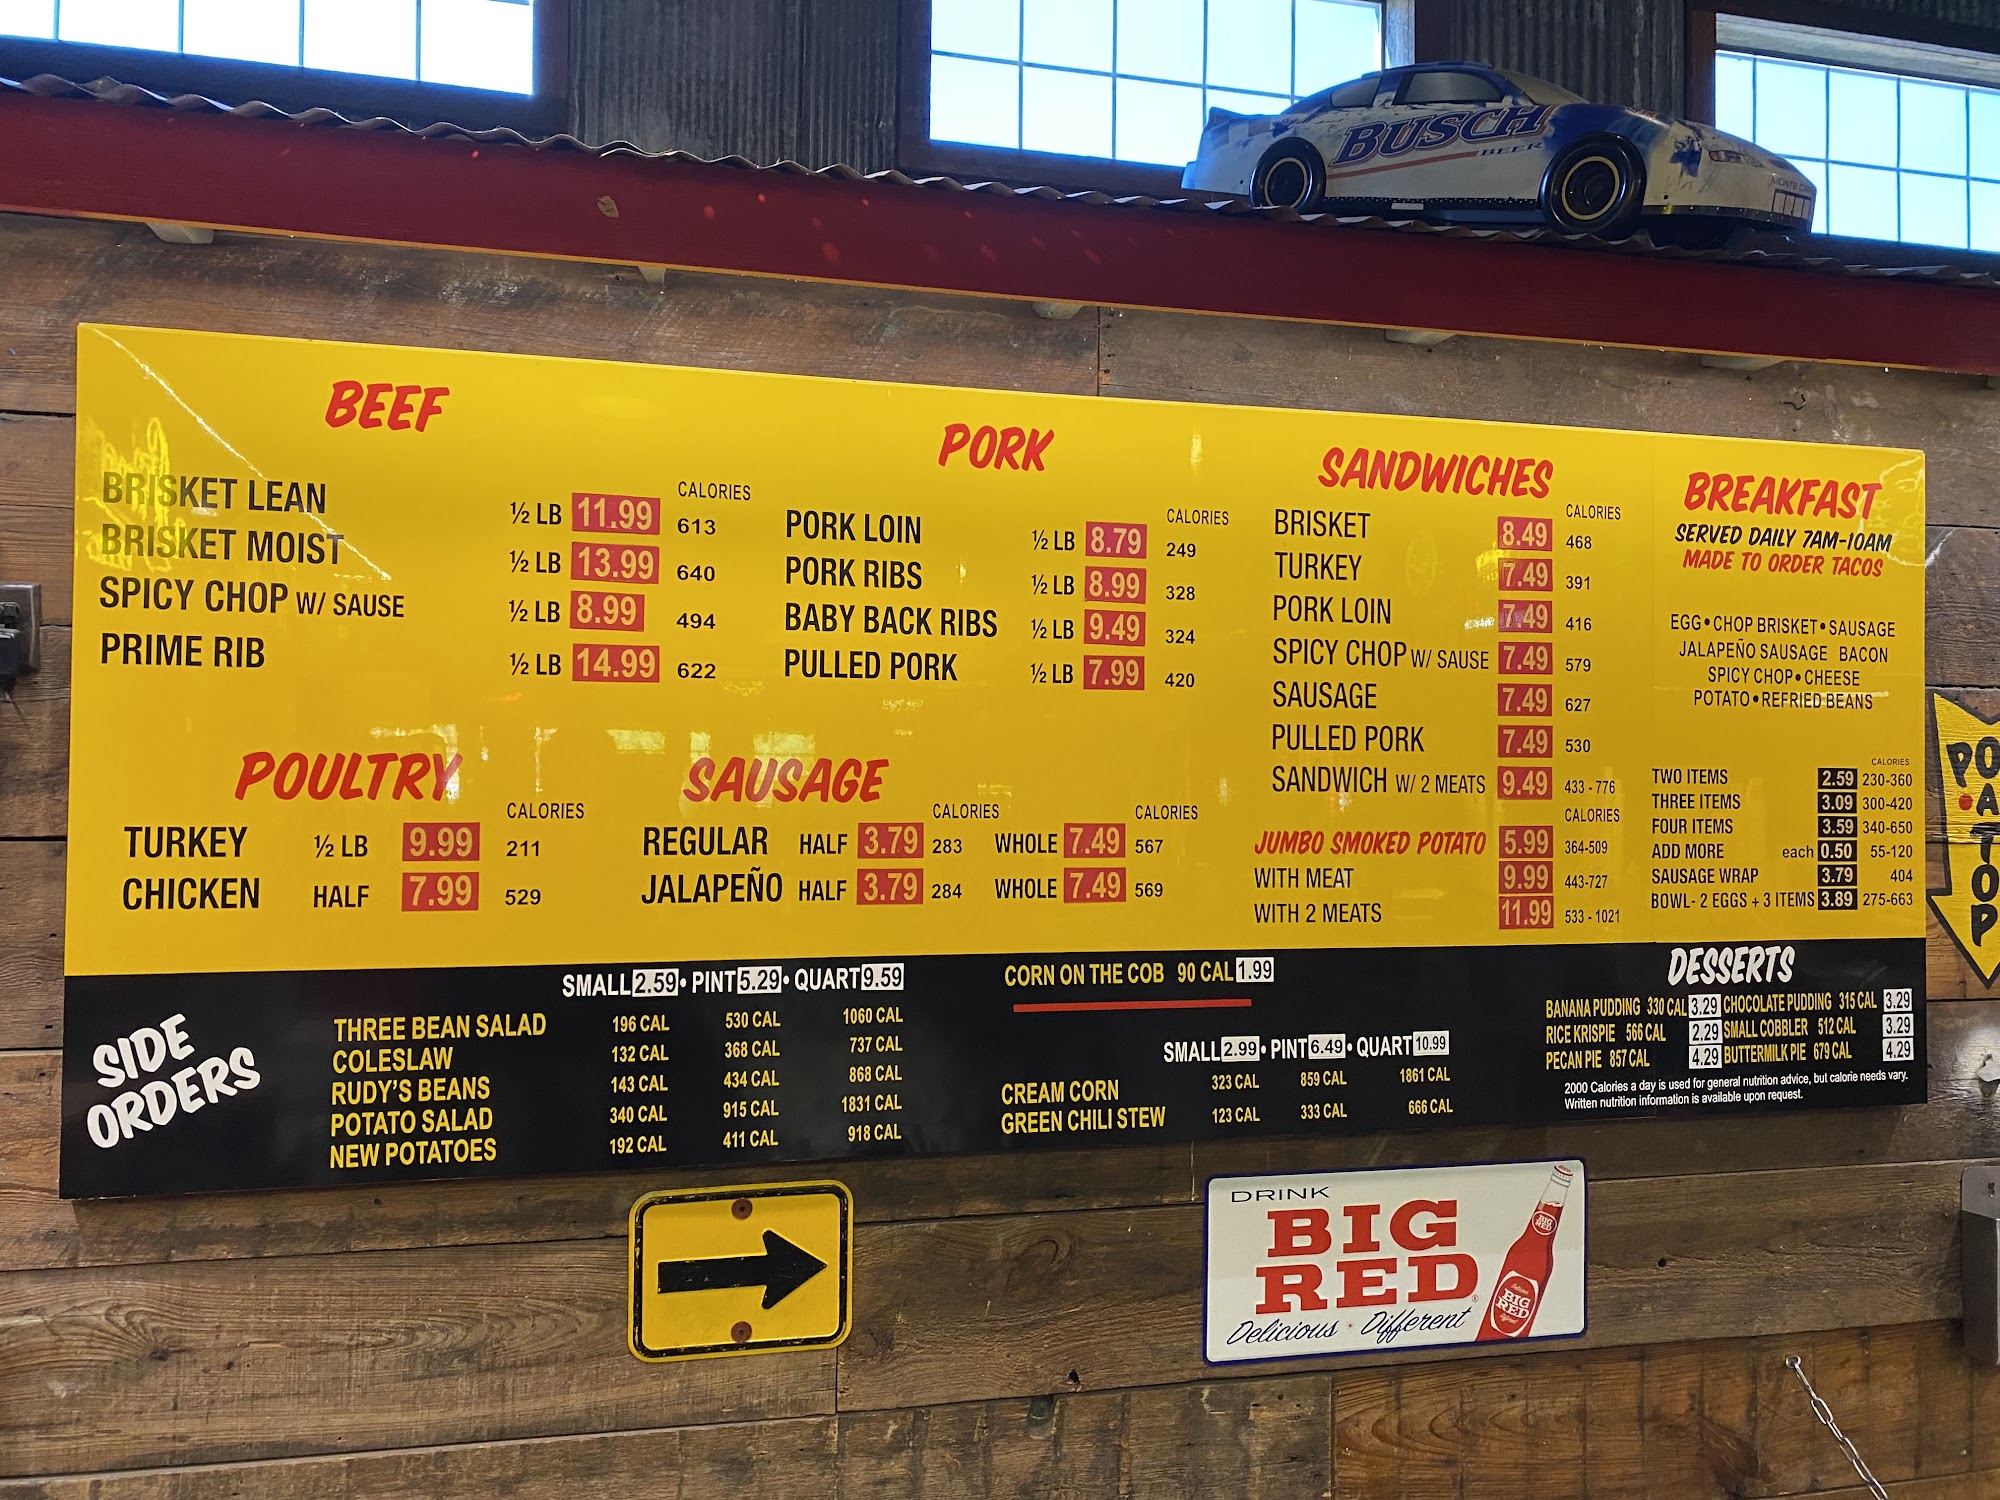 BUSCH
BEER
MONTE CARLO
BEEF
CALORIES
BRISKET LEAN ½ LB 11.99 613
BRISKET MOIST ½ LB 13.99 640
SPICY CHOP W/ SAUSE ½ LB 8.99 494
PRIME RIB ½ LB 14.99 622
PORK
CALORIES
PORK LOIN ½ LB 8.79 249
PORK RIBS ½ LB 8.99 328
BABY BACK RIBS ½ LB 9.49 324
PULLED PORK ½ LB 7.99 420
POULTRY
CALORIES
TURKEY ½ LB 9.99 211
CHICKEN HALF 7.99 529
SAUSAGE
CALORIES CALORIES
REGULAR HALF 3.79 283 WHOLE 7.49 567
JALAPEÑO HALF 3.79 284 WHOLE 7.49 569
SANDWICHES
CALORIES
BRISKET 8.49 468
TURKEY 7.49 391
PORK LOIN 7.49 416
SPICY CHOP W/ SAUSE 7.49 579
SAUSAGE 7.49 627
PULLED PORK 7.49 530
SANDWICH W/ 2 MEATS 9.49 433 - 776
CALORIES
JUMBO SMOKED POTATO 5.99 364-509
WITH MEAT 9.99 443-727
WITH 2 MEATS 11.99 533 - 1021
BREAKFAST
SERVED DAILY 7AM-10AM
MADE TO ORDER TACOS
EGG • CHOP BRISKET • SAUSAGE
JALAPEÑO SAUSAGE BACON
SPICY CHOP • CHEESE
POTATO • REFRIED BEANS
CALORIES
TWO ITEMS 2.59 230-360
THREE ITEMS 3.09 300-420
FOUR ITEMS 3.59 340-650
ADD MORE each 0.50 55-120
SAUSAGE WRAP 3.79 404
BOWL- 2 EGGS + 3 ITEMS 3.89 275-663
SIDE
ORDERS
SMALL 2.59 • PINT 5.29 • QUART 9.59
THREE BEAN SALAD 196 CAL 530 CAL 1060 CAL
COLESLAW 132 CAL 368 CAL 737 CAL
RUDY'S BEANS 143 CAL 434 CAL 868 CAL
POTATO SALAD 340 CAL 915 CAL 1831 CAL
NEW POTATOES 192 CAL 411 CAL 918 CAL
CORN ON THE COB 90 CAL 1.99
SMALL 2.99 • PINT 6.49 • QUART 10.99
CREAM CORN 323 CAL 859 CAL 1861 CAL
GREEN CHILI STEW 123 CAL 333 CAL 666 CAL
DESSERTS
BANANA PUDDING 330 CAL 3.29 CHOCOLATE PUDDING 315 CAL 3.29
RICE KRISPIE 566 CAL 2.29 SMALL COBBLER 512 CAL 3.29
PECAN PIE 857 CAL 4.29 BUTTERMILK PIE 679 CAL 4.29
2000 Calories a day is used for general nutrition advice, but calorie needs vary.
Written nutrition information is available upon request.
DRINK
BIG
RED
Delicious * Different
BIG
RED
BIG
RED